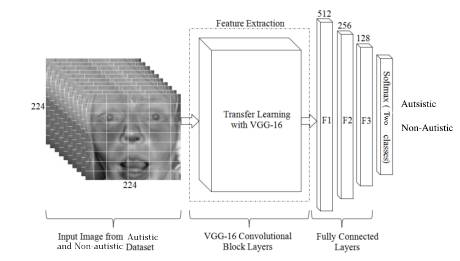 Feature Extraction
512
256
128
224
224
Transfer Learning
with VGG-16
F1
F2
F3
Softmax ( Two classes)
Autsistic
Non-Autistic
Input Image from Autistic
and Non-autistic Dataset
VGG-16 Convolutional
Block Layers
Fully Connected
Layers